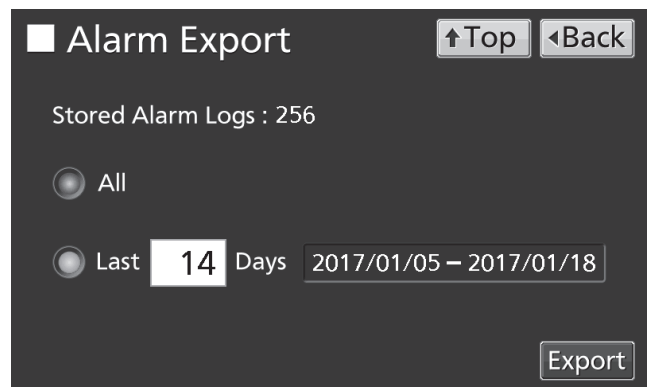 Alarm Export
Top
Back
Stored Alarm Logs : 256
All
Last 14 Days 2017/01/05 – 2017/01/18
Export